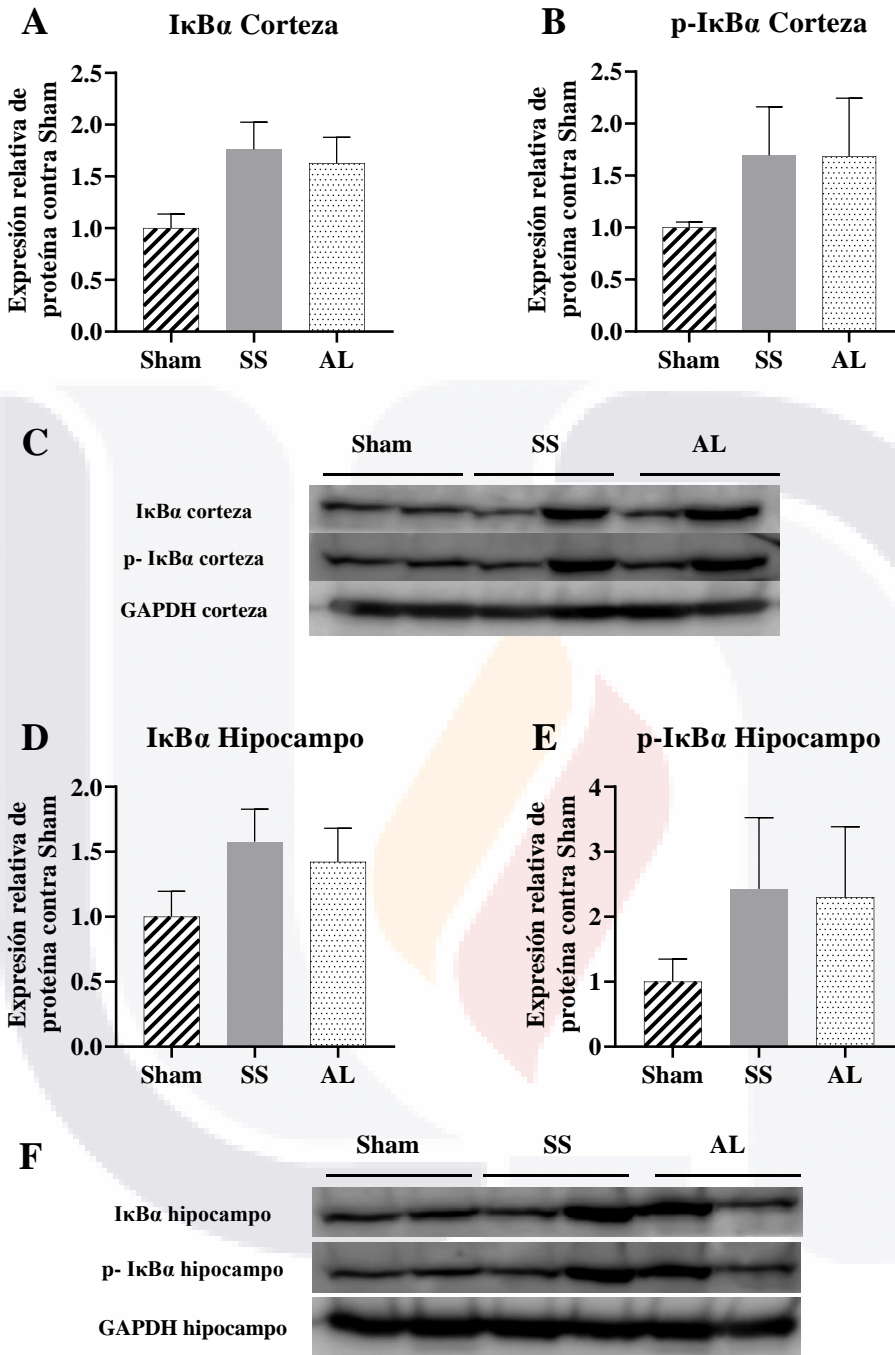 A
IκBα Corteza
Expresión relativa de
proteína contra Sham
2.5
2.0
1.5
1.0
0.5
0.0
Sham SS AL
B
p-IκBα Corteza
Expresión relativa de
proteína contra Sham
2.5
2.0
1.5
1.0
0.5
0.0
Sham SS AL
C
Sham SS AL
IκBα corteza
p- IκBα corteza
GAPDH corteza
D
IκBα Hipocampo
Expresión relativa de
proteína contra Sham
2.0
1.5
1.0
0.5
0.0
Sham SS AL
E
p-IκBα Hipocampo
Expresión relativa de
proteína contra Sham
4
3
2
1
0
Sham SS AL
F
Sham SS AL
IκBα hipocampo
p- IκBα hipocampo
GAPDH hipocampo